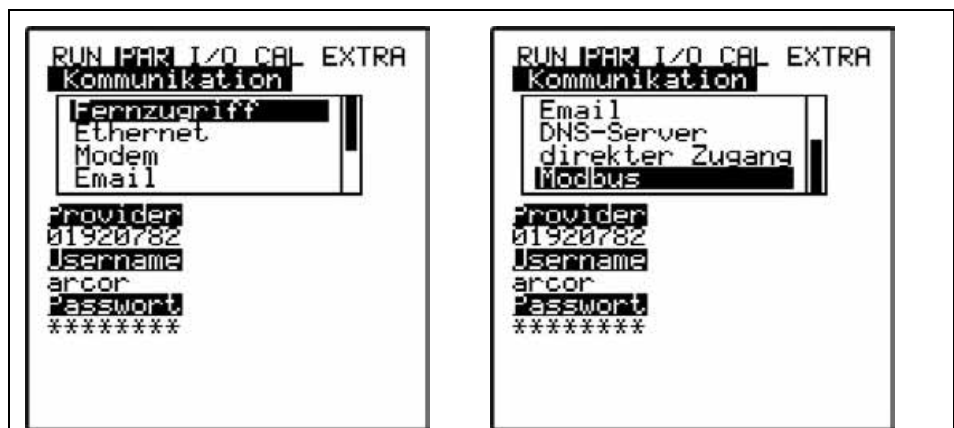 RUN PAR I/O CAL EXTRA
Kommunikation
Fernzugriff
Ethernet
Modem
Email
Provider
01920782
Username
arcor
Passwort
********
RUN PAR I/O CAL EXTRA
Kommunikation
Email
DNS-Server
direkter Zugang
Modbus
Provider
01920782
Username
arcor
Passwort
********